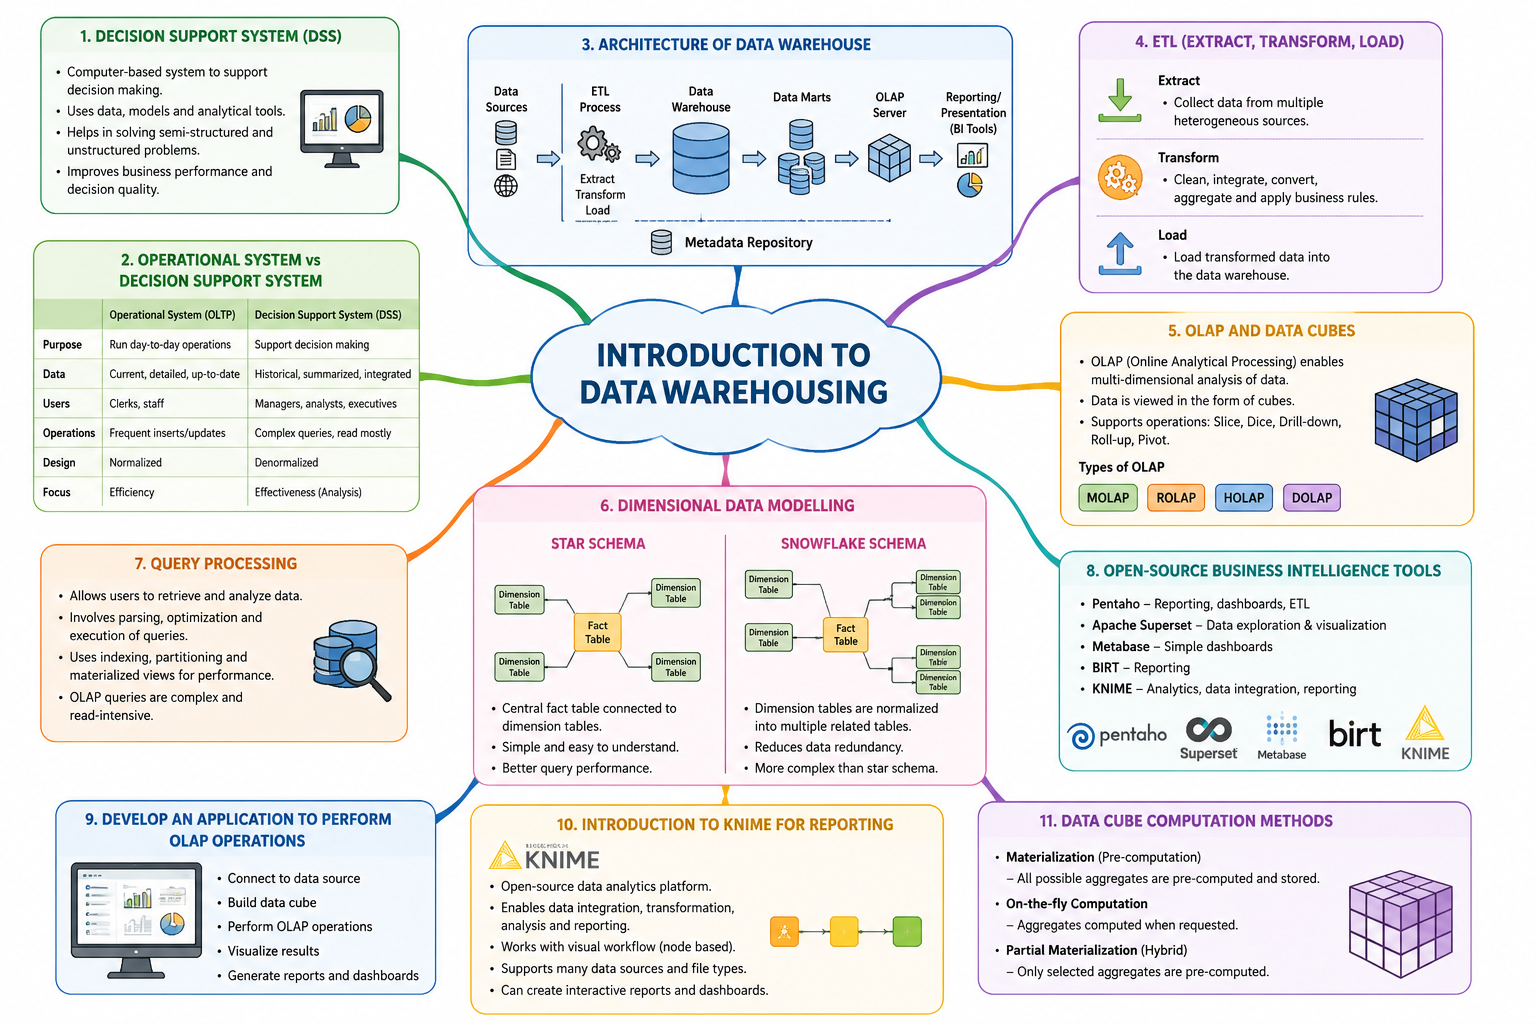 1. DECISION SUPPORT SYSTEM (DSS)
• Computer-based system to support
decision making.
• Uses data, models and analytical tools.
• Helps in solving semi-structured and
unstructured problems.
• Improves business performance and
decision quality.
2. OPERATIONAL SYSTEM vs
DECISION SUPPORT SYSTEM
Operational System (OLTP) Decision Support System (DSS)
Purpose Run day-to-day operations Support decision making
Data Current, detailed, up-to-date Historical, summarized, integrated
Users Clerks, staff Managers, analysts, executives
Operations Frequent inserts/updates Complex queries, read mostly
Design Normalized Denormalized
Focus Efficiency Effectiveness (Analysis)
3. ARCHITECTURE OF DATA WAREHOUSE
Data
Sources
ETL
Process
Extract
Transform
Load
Data
Warehouse
Data Marts
OLAP
Server
Reporting/
Presentation
(BI Tools)
Metadata Repository
4. ETL (EXTRACT, TRANSFORM, LOAD)
Extract
• Collect data from multiple
heterogeneous sources.
Transform
• Clean, integrate, convert,
aggregate and apply business rules.
Load
• Load transformed data into
the data warehouse.
INTRODUCTION TO
DATA WAREHOUSING
5. OLAP AND DATA CUBES
• OLAP (Online Analytical Processing) enables
multi-dimensional analysis of data.
• Data is viewed in the form of cubes.
• Supports operations: Slice, Dice, Drill-down,
Roll-up, Pivot.
Types of OLAP
MOLAP ROLAP HOLAP DOLAP
6. DIMENSIONAL DATA MODELLING
STAR SCHEMA
Dimension
Table
Dimension
Table
Fact
Table
Dimension
Table
Dimension
Table
• Central fact table connected to
dimension tables.
• Simple and easy to understand.
• Better query performance.
SNOWFLAKE SCHEMA
Dimension
Table
Dimension
Table
Dimension
Table
Dimension
Table
Fact
Table
Dimension
Table
Dimension
Table
• Dimension tables are normalized
into multiple related tables.
• Reduces data redundancy.
• More complex than star schema.
7. QUERY PROCESSING
• Allows users to retrieve and analyze data.
• Involves parsing, optimization and
execution of queries.
• Uses indexing, partitioning and
materialized views for performance.
• OLAP queries are complex and
read-intensive.
8. OPEN-SOURCE BUSINESS INTELLIGENCE TOOLS
• Pentaho – Reporting, dashboards, ETL
• Apache Superset – Data exploration & visualization
• Metabase – Simple dashboards
• BIRT – Reporting
• KNIME – Analytics, data integration, reporting
pentaho
Superset
Metabase
birt
KNIME
9. DEVELOP AN APPLICATION TO PERFORM
OLAP OPERATIONS
• Connect to data source
• Build data cube
• Perform OLAP operations
• Visualize results
• Generate reports and dashboards
10. INTRODUCTION TO KNIME FOR REPORTING
KNIME
• Open-source data analytics platform.
• Enables data integration, transformation,
analysis and reporting.
• Works with visual workflow (node based).
• Supports many data sources and file types.
• Can create interactive reports and dashboards.
11. DATA CUBE COMPUTATION METHODS
• Materialization (Pre-computation)
– All possible aggregates are pre-computed and stored.
• On-the-fly Computation
– Aggregates computed when requested.
• Partial Materialization (Hybrid)
– Only selected aggregates are pre-computed.